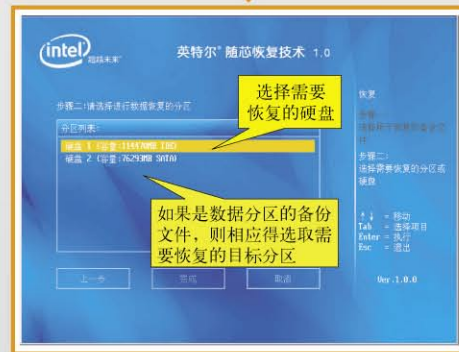 intel
超越未来
英特尔® 随芯恢复技术 1.0
选择需要
恢复的硬盘
步骤二:请选择进行数据恢复的分区
分区列表:
硬盘 1 (容量:114470MB IDE)
硬盘 2 (容量:76293MB SATA)
如果是数据分区的备份
文件，则相应得选取需
要恢复的目标分区
上一步
完成
取消
恢复
步骤二:
选择需要恢复的分区或
硬盘
↑↓ = 移动
Tab = 选择项目
Enter = 执行
Esc = 退出
Ver.1.0.0